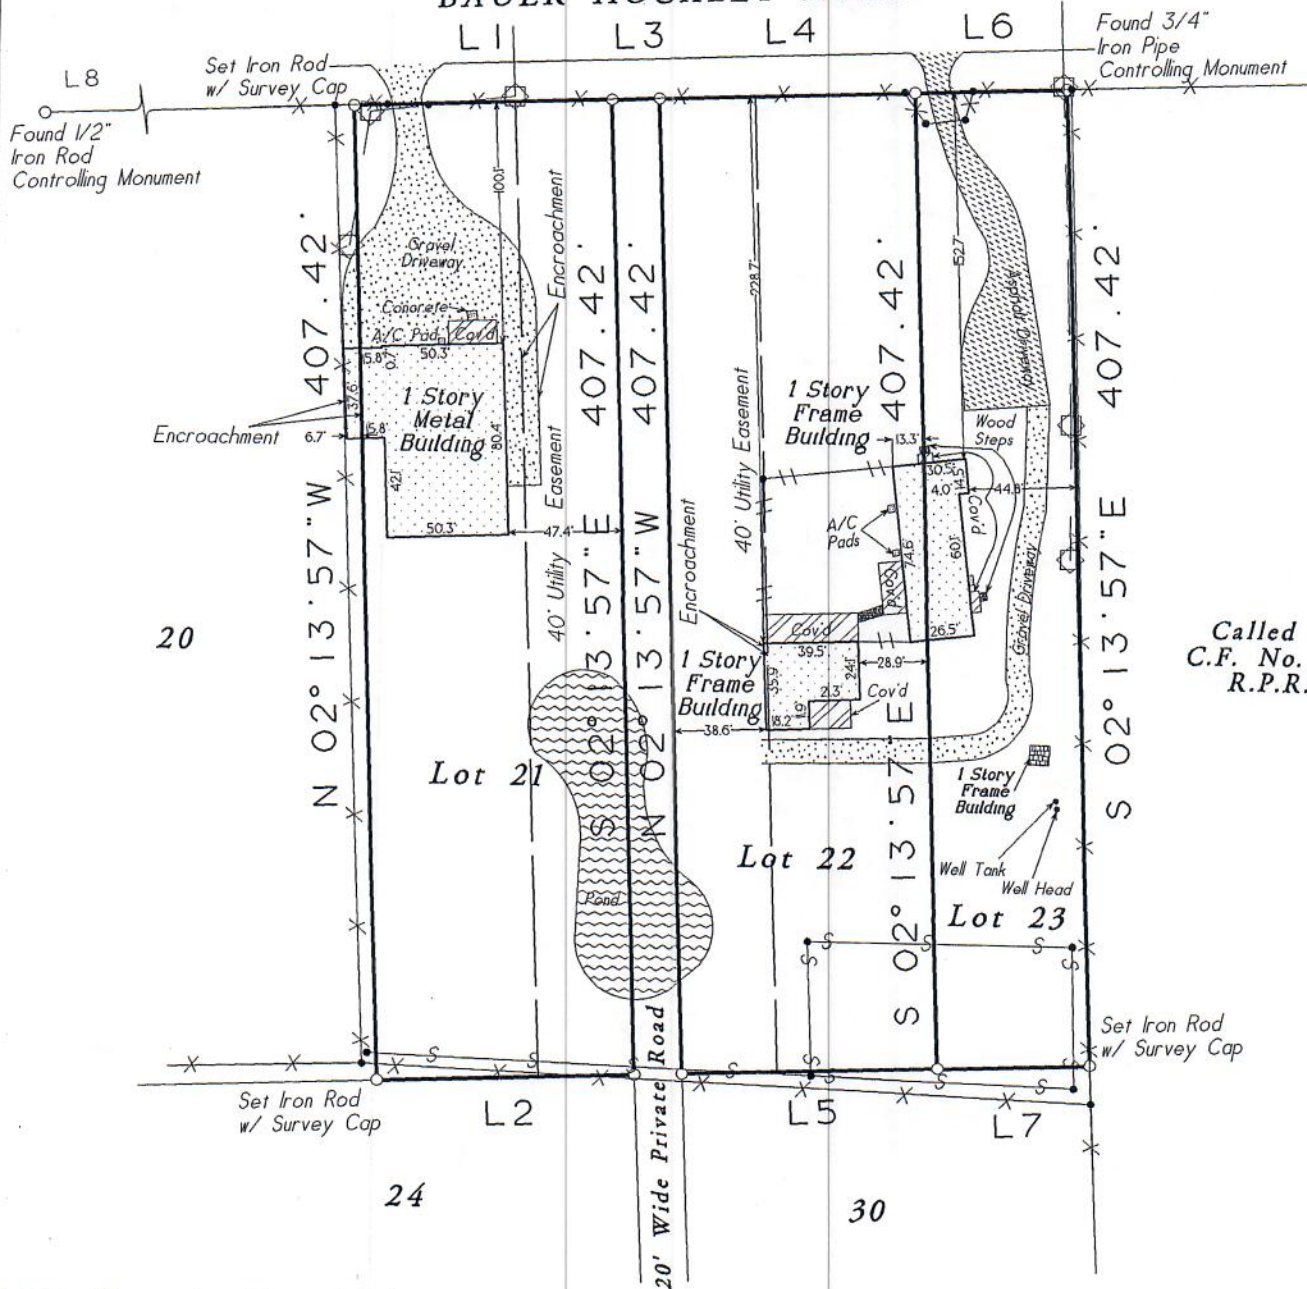 L1
L3
L4
L6
L8
Set Iron Rod
w/ Survey Cap
Found 3/4"
Iron Pipe
Controlling Monument
Found 1/2"
Iron Rod
Controlling Monument
N 02° 13' 57" W 407.42'
Gravel
Driveway
100.1'
Encroachment
Concrete
A/C Pad
Cov'd
50.3'
5.8'
0.7'
37.6'
5.8'
6.7'
Encroachment
1 Story
Metal
Building
80.4'
42.1'
50.3'
47.4'
40' Utility Easement
S 02° 13' 57" E 407.42'
N 02° 13' 57" W 407.42'
228.7'
40' Utility Easement
Encroachment
1 Story
Frame
Building
S 02° 13' 57" E 407.42'
152.7'
Asphalt Driveway
Wood
Steps
13.3'
30.5'
14.5'
4.0'
44.8'
Cov'd
A/C
Pads
74.6'
60.1'
Cov'd
26.5'
Gravel Driveway
Cov'd
39.5'
1 Story
Frame
Building
35.9'
24.1'
28.9'
2.3'
Cov'd
18.2'
38.6'
S 02° 13' 57" E 407.42'
20
Called
C.F. No.
R.P.R.
Lot 21
Pond
Lot 22
1 Story
Frame
Building
Well Tank
Well Head
Lot 23
Set Iron Rod
w/ Survey Cap
Set Iron Rod
w/ Survey Cap
L2
L5
L7
20' Wide Private Road
24
30